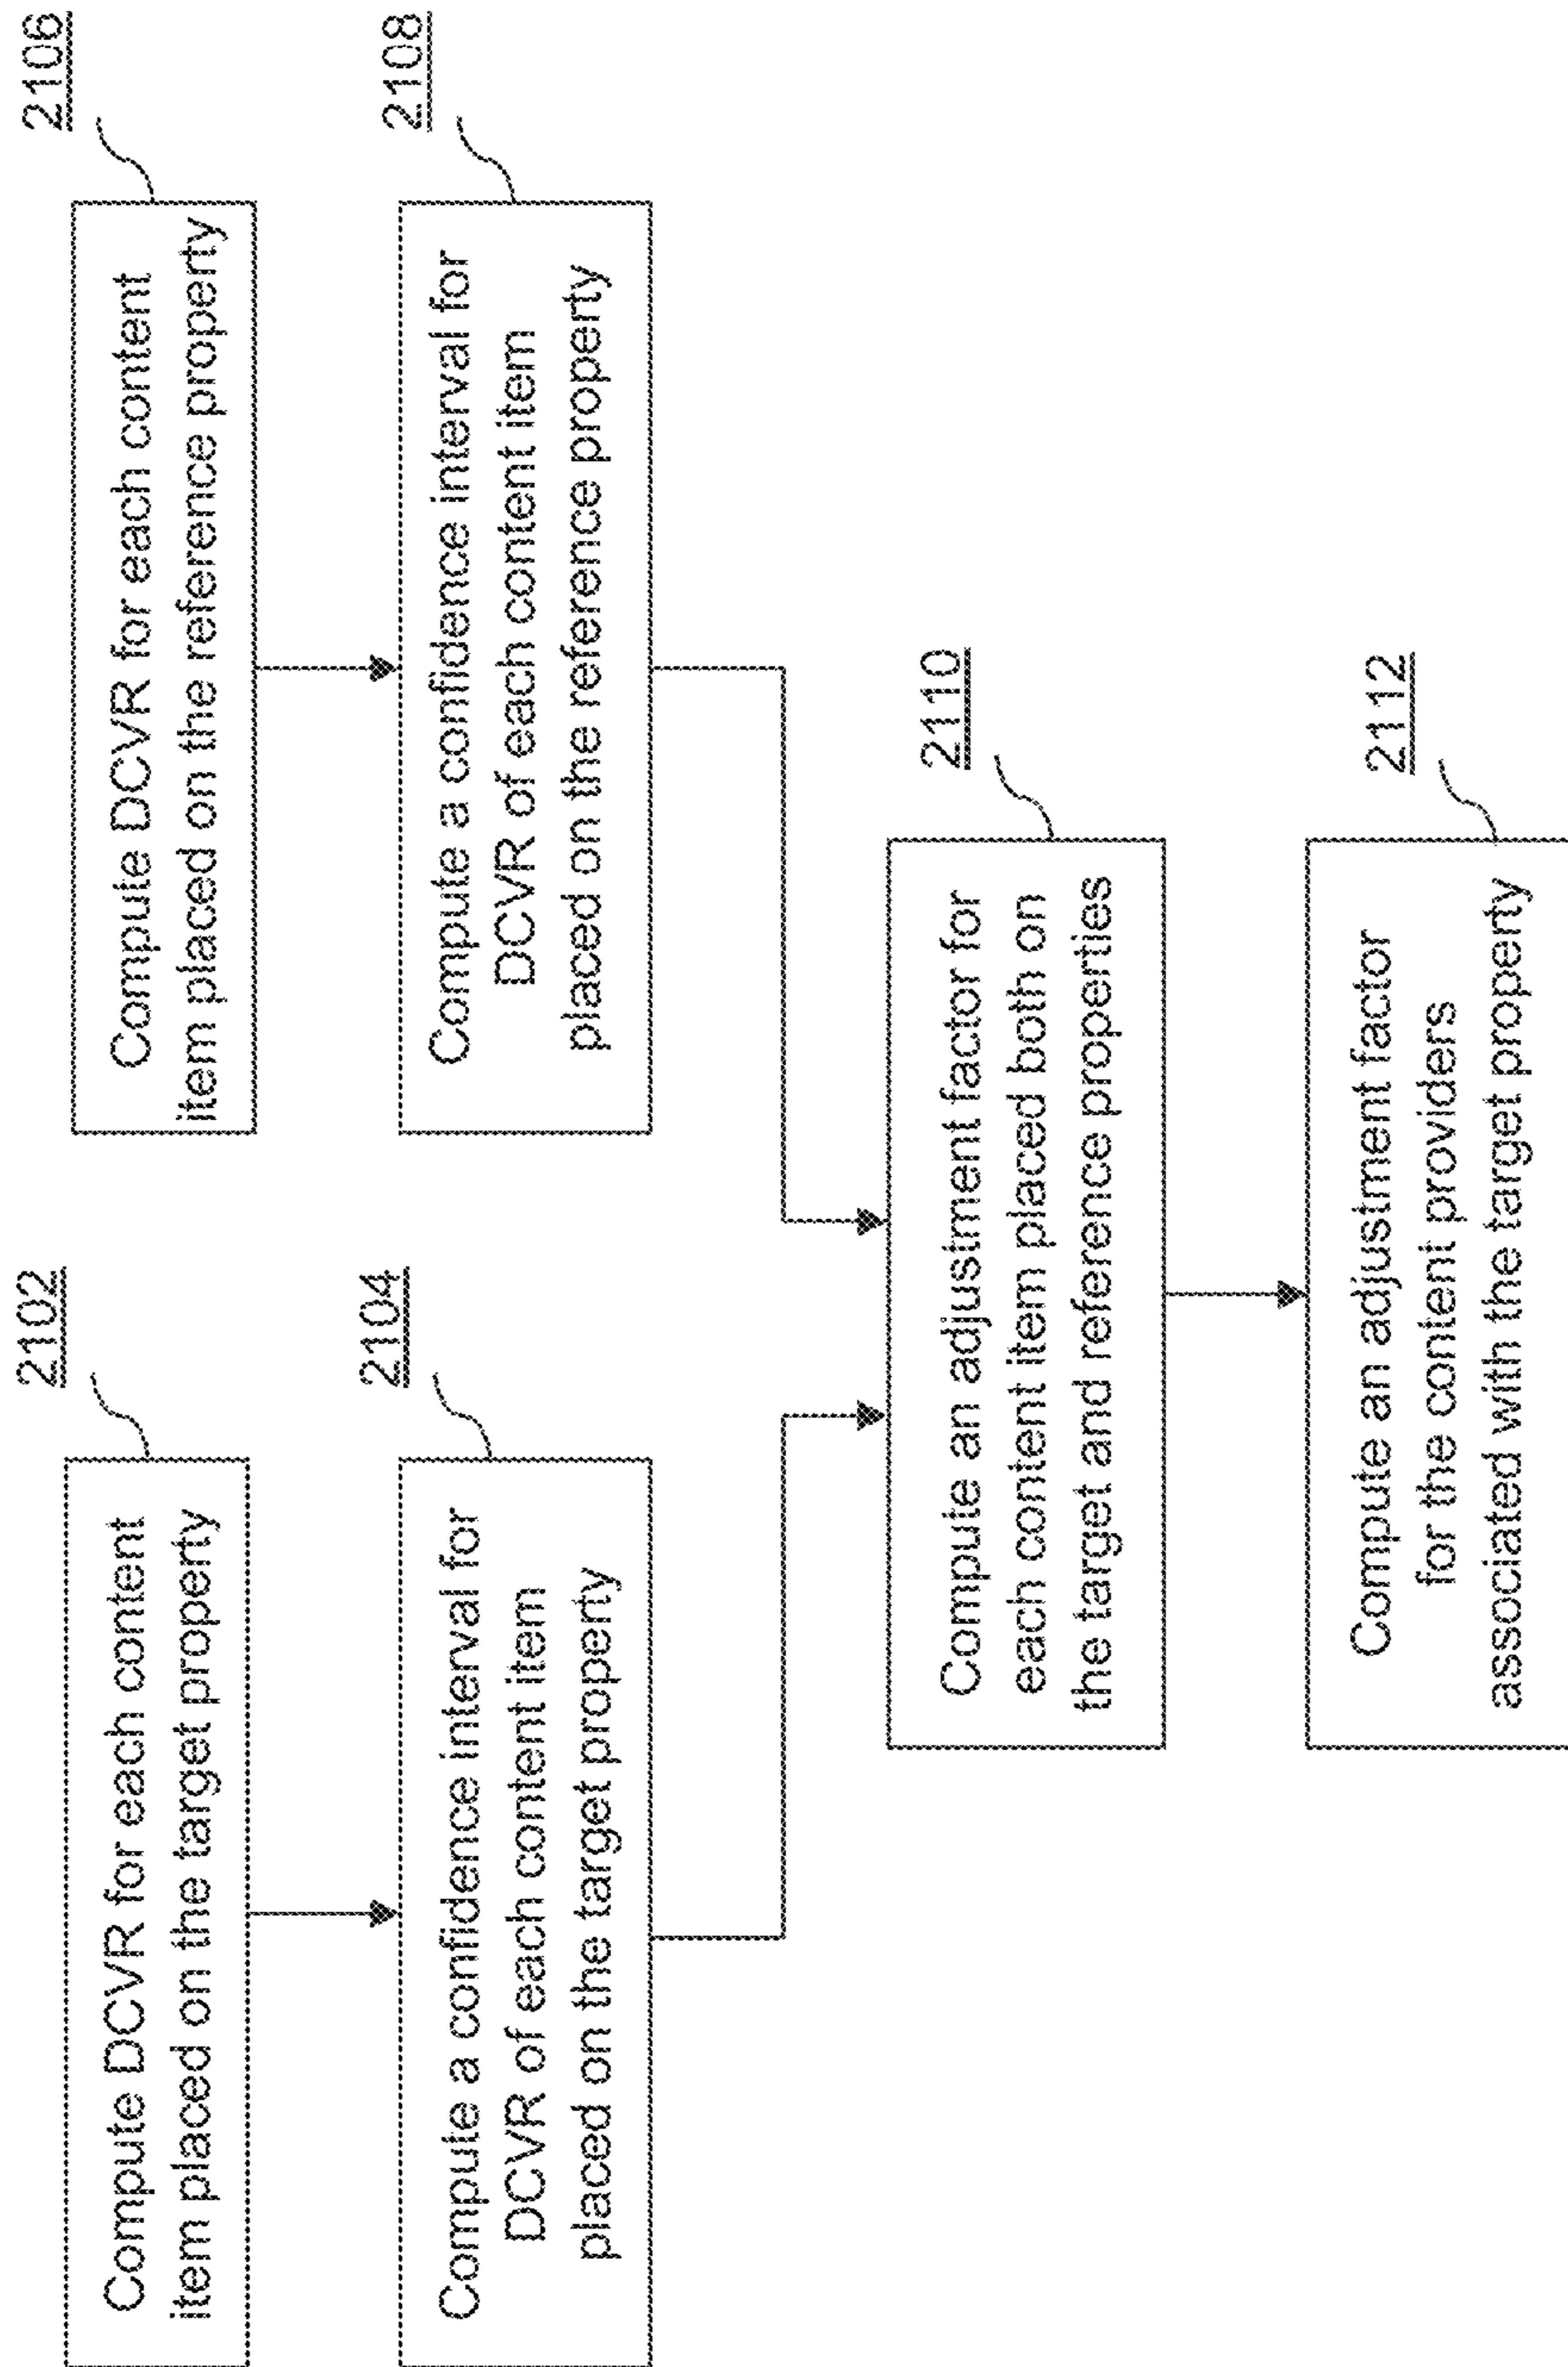 2102
Compute DCVR for each content
item placed on the target property
2106
Compute DCVR for each content
item placed on the reference property
2104
Compute a confidence interval for
DCVR of each content item
placed on the target property
2108
Compute a confidence interval for
DCVR of each content item
placed on the reference property
2110
Compute an adjustment factor for
each content item placed both on
the target and reference properties
2112
Compute an adjustment factor
for the content providers
associated with the target property